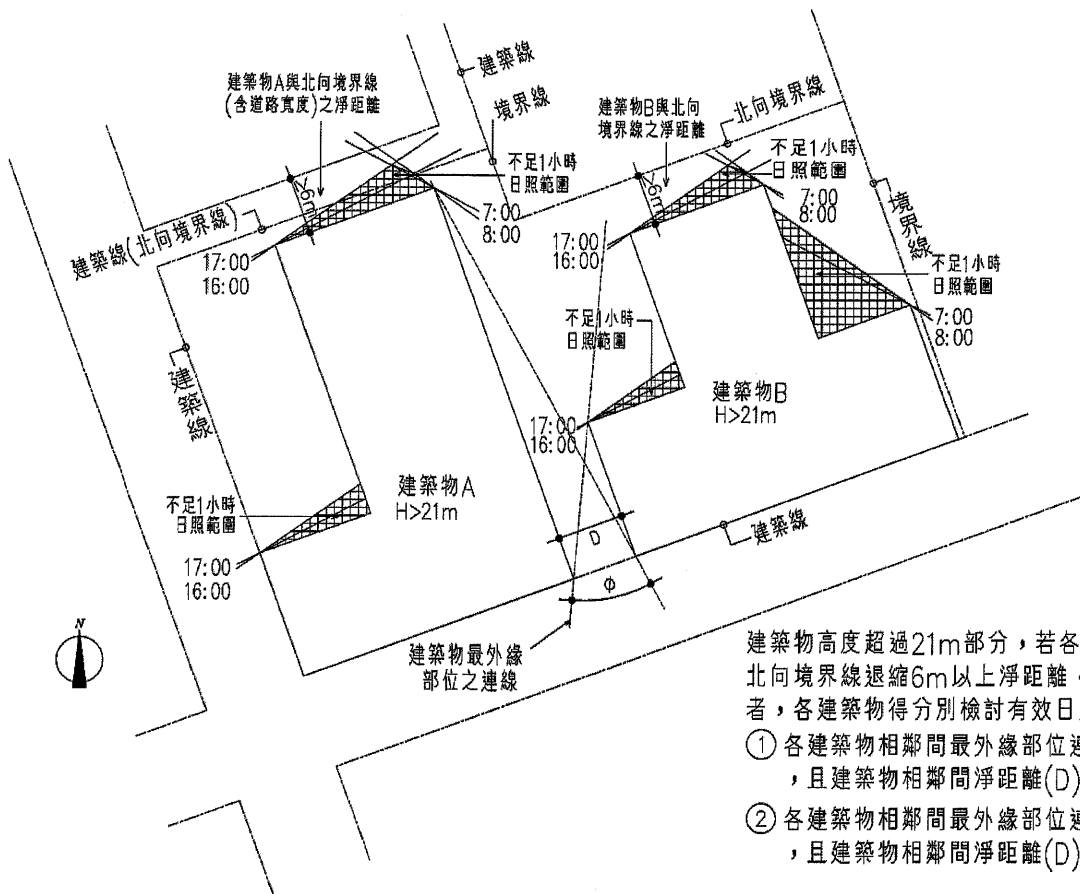 建築物A與北向境界線
(含道路寬度)之淨距離
建築線
境界線
建築物B與北向
境界線之淨距離
北向境界線
不足1小時
日照範圍
不足1小時
日照範圍
≥6m
≥6m
7:00
8:00
7:00
8:00
建築線(北向境界線)
17:00
16:00
17:00
16:00
境界線
不足1小時
日照範圍
7:00
8:00
不足1小時
日照範圍
建築線
建築物B
H>21m
17:00
16:00
不足1小時
日照範圍
建築物A
H>21m
17:00
16:00
D
建築線
Φ
N
建築物最外緣
部位之連線
建築物高度超過21m部分，若各
北向境界線退縮6m以上淨距離，
者，各建築物得分別檢討有效日
①各建築物相鄰間最外緣部位
，且建築物相鄰間淨距離(D)
②各建築物相鄰間最外緣部位
，且建築物相鄰間淨距離(D)